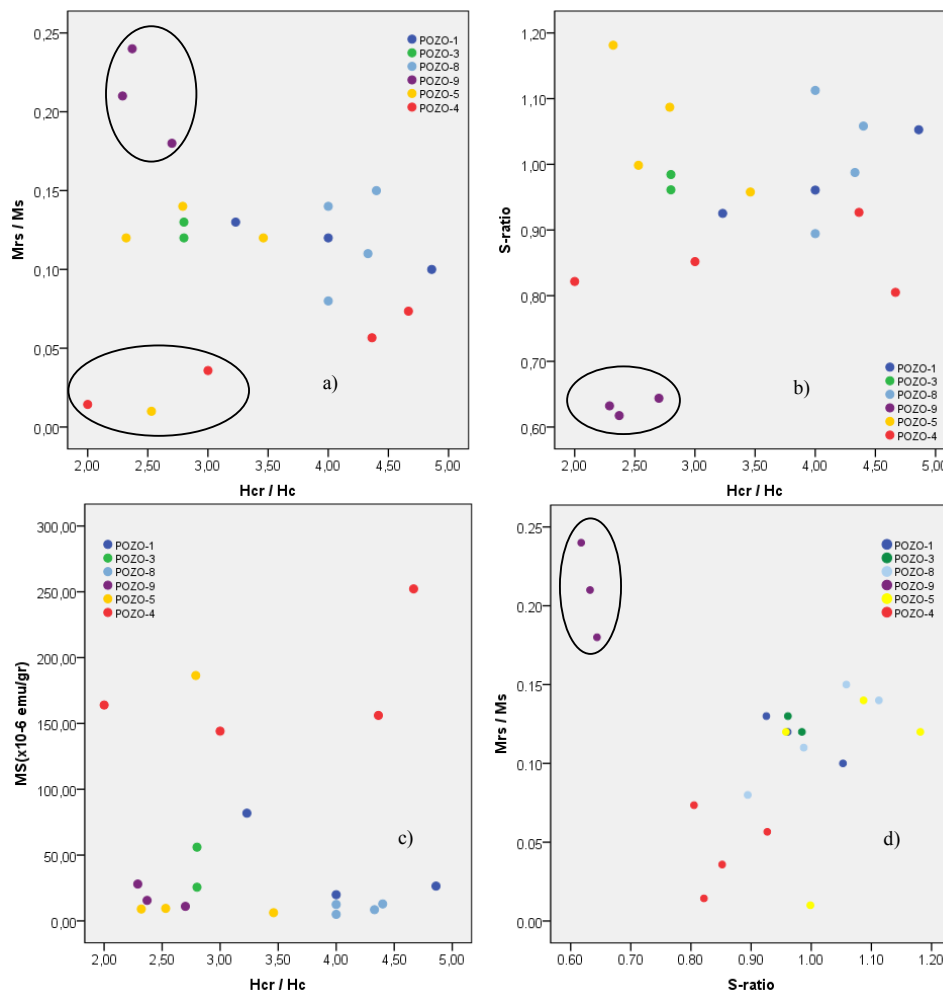 0,25
0,20
0,15
0,10
0,05
0,00
Mrs / Ms
POZO-1
POZO-3
POZO-8
POZO-9
POZO-5
POZO-4
a)
2,00 2,50 3,00 3,50 4,00 4,50 5,00
Hcr / Hc
1,20
1,10
1,00
0,90
0,80
0,70
0,60
S-ratio
b)
POZO-1
POZO-3
POZO-8
POZO-9
POZO-5
POZO-4
2,00 2,50 3,00 3,50 4,00 4,50 5,00
Hcr / Hc
300,00
250,00
200,00
150,00
100,00
50,00
0,00
MS(x10-6 emu/gr)
POZO-1
POZO-3
POZO-8
POZO-9
POZO-5
POZO-4
c)
2,00 2,50 3,00 3,50 4,00 4,50 5,00
Hcr / Hc
0.25
0.20
0.15
0.10
0.05
0.00
Mrs / Ms
POZO-1
POZO-3
POZO-8
POZO-9
POZO-5
POZO-4
d)
0.60 0.70 0.80 0.90 1.00 1.10 1.20
S-ratio